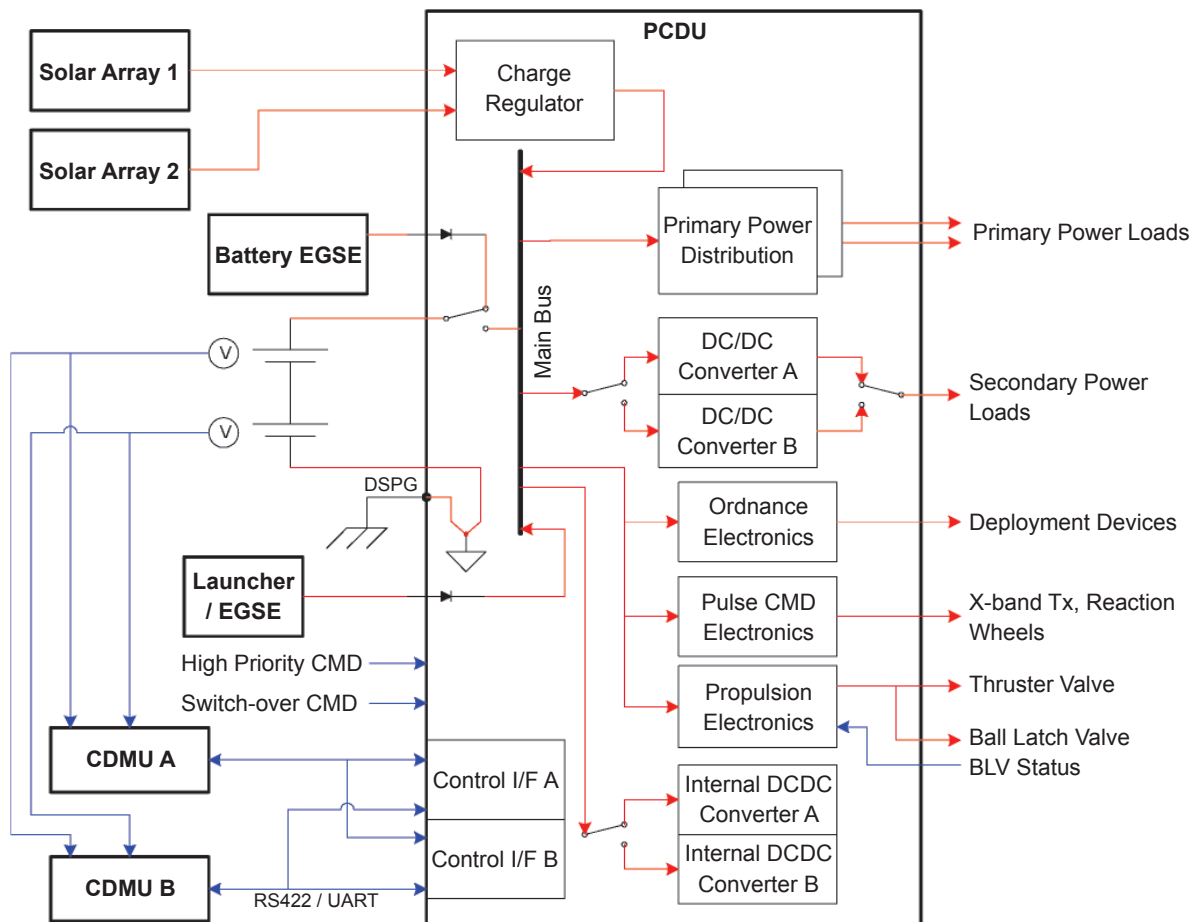 PCDU
Solar Array 1
Charge
Regulator
Solar Array 2
Battery EGSE
Primary Power
Distribution
Primary Power Loads
Main Bus
V
DC/DC
Converter A
DC/DC
Converter B
Secondary Power
Loads
V
DSPG
Ordnance
Electronics
Deployment Devices
Launcher
/ EGSE
Pulse CMD
Electronics
X-band Tx, Reaction
Wheels
High Priority CMD
Switch-over CMD
Propulsion
Electronics
Thruster Valve
Ball Latch Valve
BLV Status
CDMU A
Control I/F A
Internal DCDC
Converter A
CDMU B
Control I/F B
Internal DCDC
Converter B
RS422 / UART